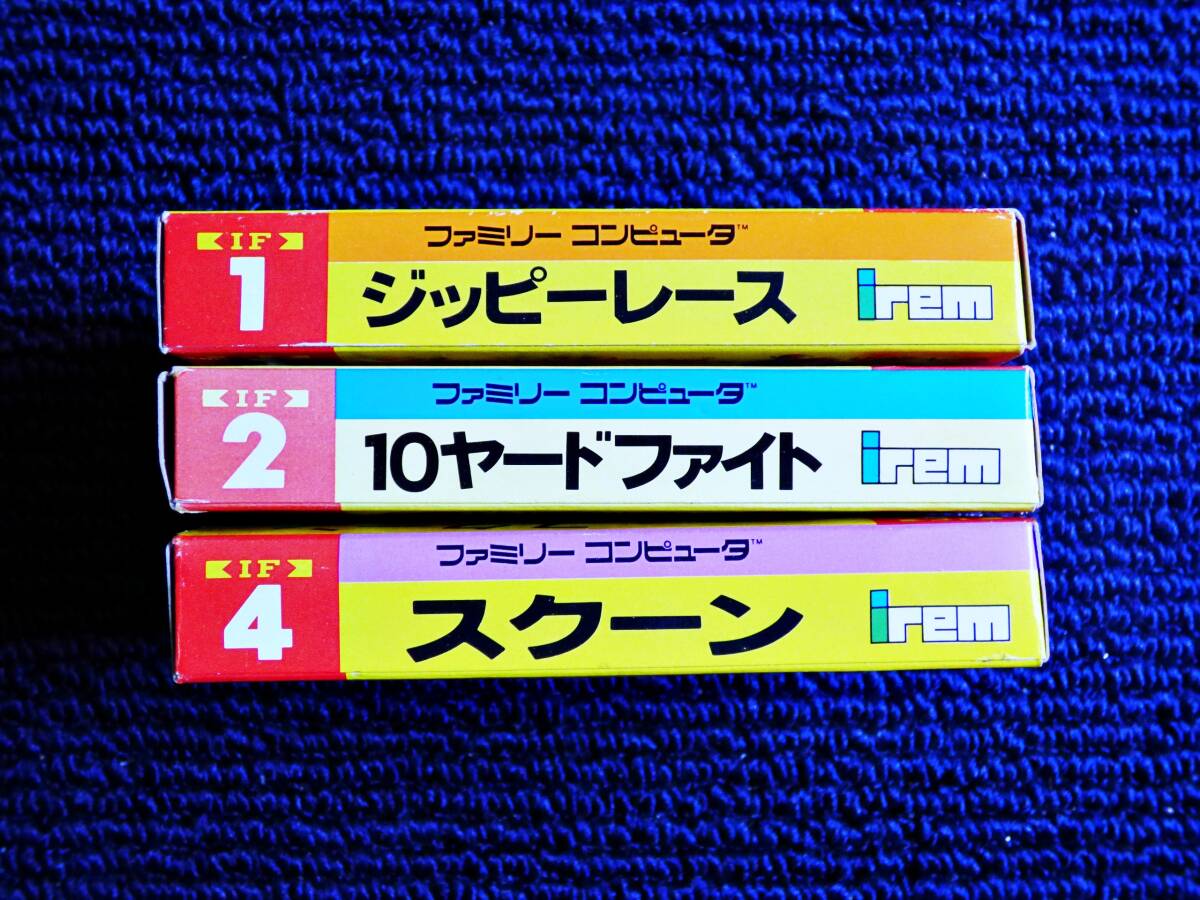 IF
1
ファミリー コンピュータ™
ジッピーレース
irem
IF
2
ファミリー コンピュータ™
10ヤードファイト
irem
IF
4
ファミリー コンピュータ™
スクーン
irem